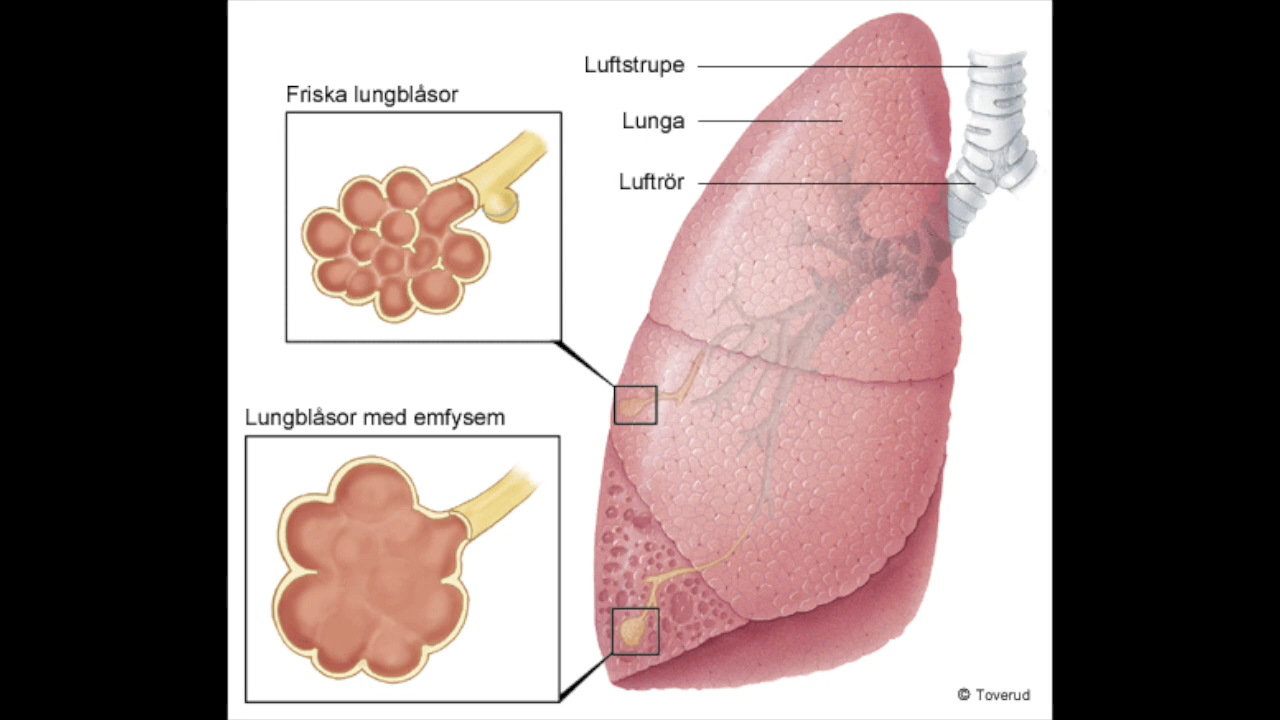 Luftstrupe
Friska lungblåsor
Lunga
Luftrör
Lungblåsor med emfysem
© Toverud